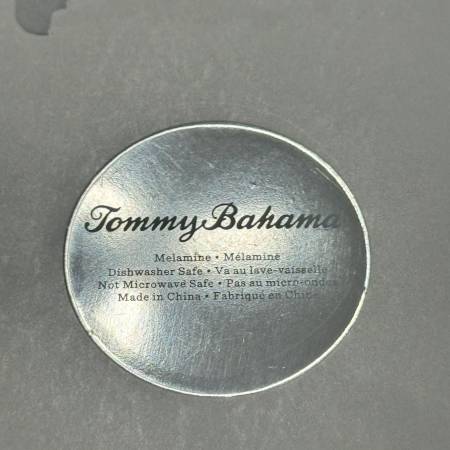 Tommy Bahama
Melamine • Mélamine
Dishwasher Safe • Va au lave-vaisselle
Not Microwave Safe • Pas au micro-ondes
Made in China • Fabriqué en Chine